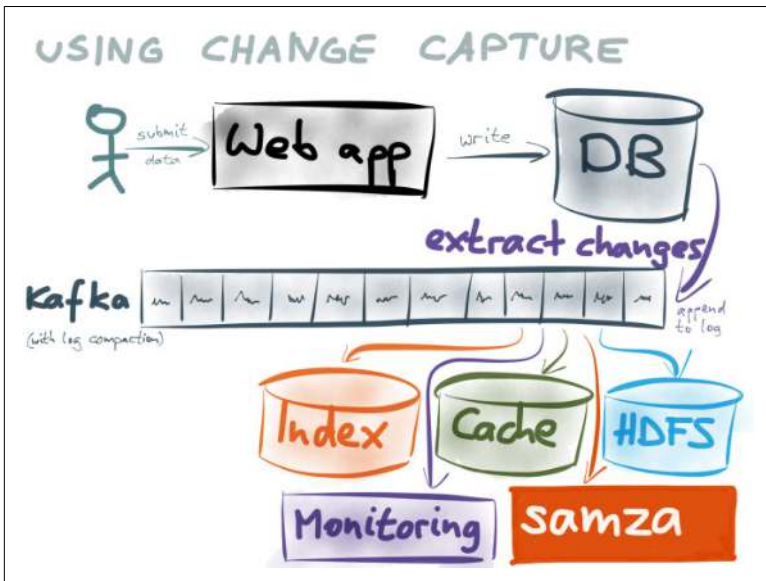 USING CHANGE CAPTURE
submit
data
Web app
write
DB
extract changes
Kafka
(with log compaction)
append
to log
Index
Cache
HDFS
Monitoring
samza